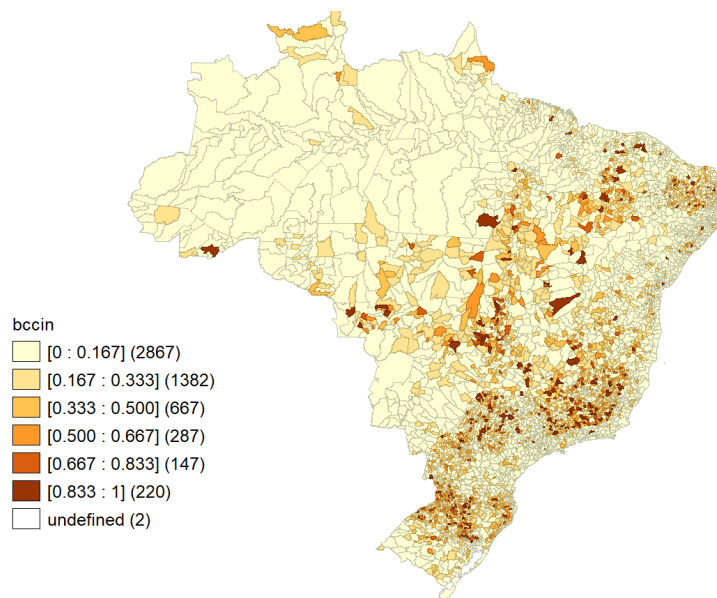 bccin
[0 : 0.167] (2867)
[0.167 : 0.333] (1382)
[0.333 : 0.500] (667)
[0.500 : 0.667] (287)
[0.667 : 0.833] (147)
[0.833 : 1] (220)
undefined (2)